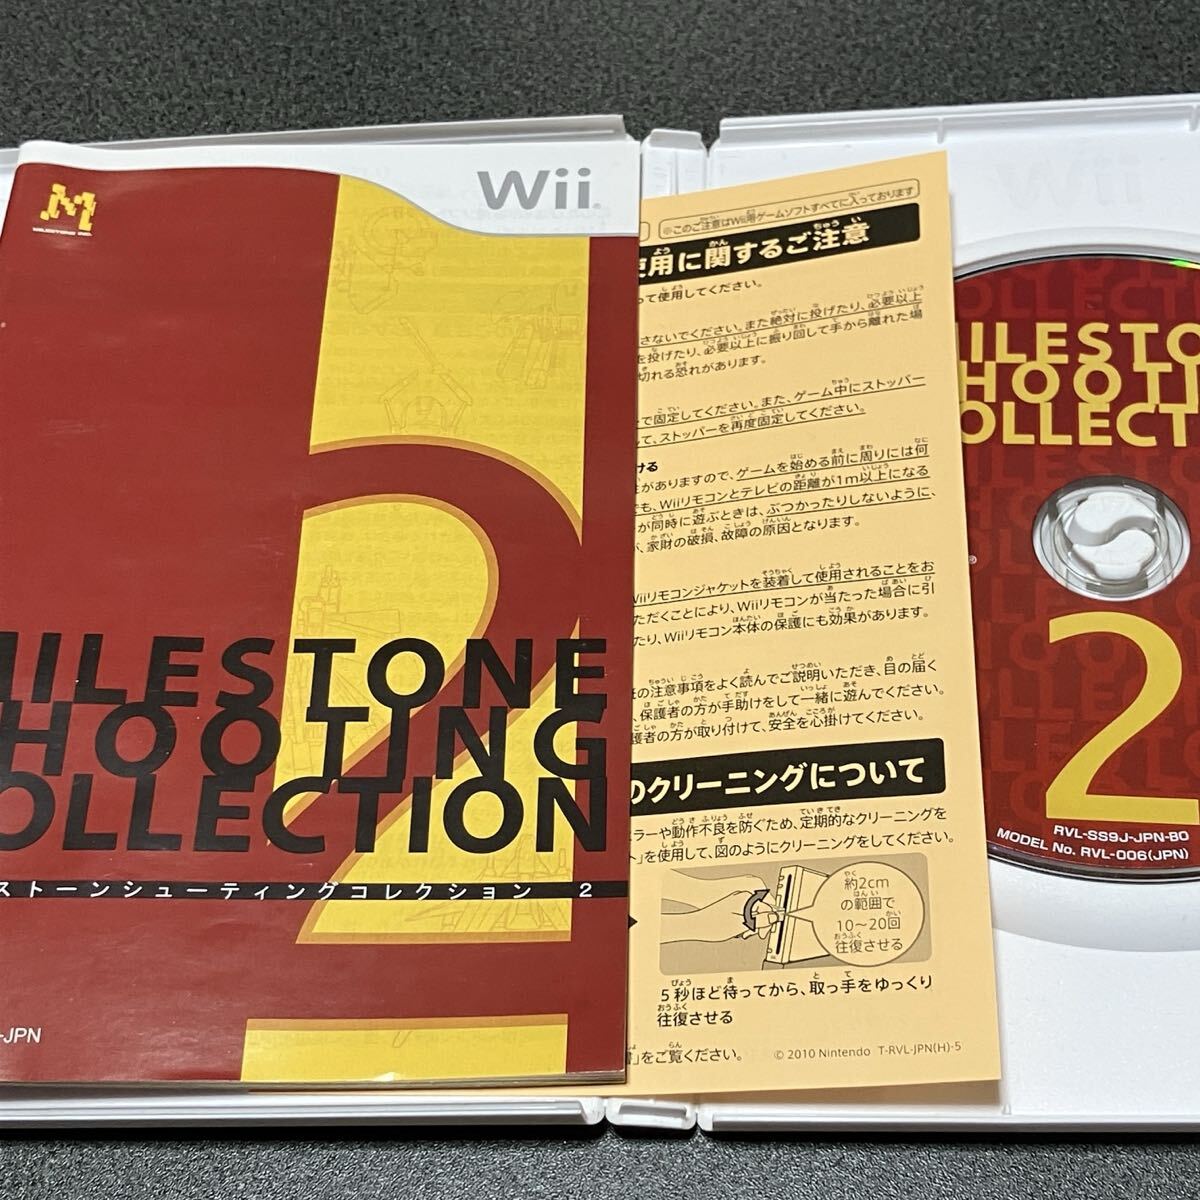 Wii
MILESTONE INC.
ILESTONE
HOOTING
OLLECTION
ストーンシューティングコレクション 2
2
-JPN
※このご注意はWii用ゲームソフトすべてに入っております
使用に関するご注意
って使用してください。
さないでください。また絶対に投げたり、必要以上
を投げたり、必要以上に振り回して手から離れた場
切れる恐れがあります。
で固定してください。また、ゲーム中にストッパー
て、ストッパーを再度固定してください。
ける
性がありますので、ゲームを始める前に周りには何
でも、Wiiリモコンとテレビの距離が1m以上になる
が同時に遊ぶときは、ぶつかったりしないように、
が、家財の破損、故障の原因となります。
Wiiリモコンジャケットを装着して使用されることをお
ただくことにより、Wiiリモコンが当たった場合に引
たり、Wiiリモコン本体の保護にも効果があります。
の注意事項をよく読んでご説明いただき、目の届く
、保護者の方が手助けをして一緒に遊んでください。
護者の方が取り付けて、安全を心掛けてください。
のクリーニングについて
ラーや動作不良を防ぐため、定期的なクリーニングを
ト」を使用して、図のようにクリーニングをしてください。
約2cm
の範囲で
10〜20回
往復させる
5秒ほど待ってから、取っ手をゆっくり
往復させる
」をご覧ください。
© 2010 Nintendo T-RVL-JPN(H)-5
ILESTO
HOOTI
OLLECT
2
RVL-SS9J-JPN-B0
MODEL No. RVL-006(JPN)